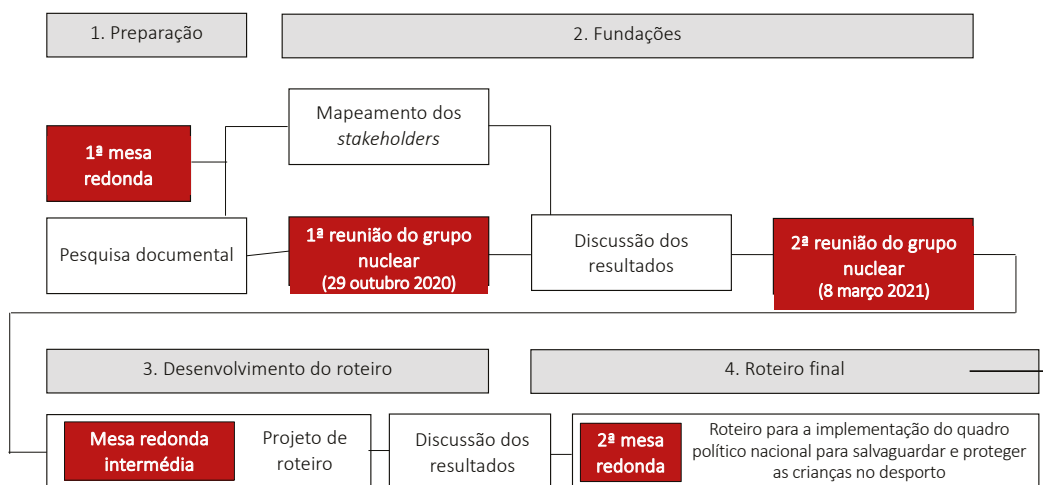 1. Preparação
2. Fundações
Mapeamento dos
stakeholders
1ª mesa
redonda
Pesquisa documental
1ª reunião do grupo
nuclear
(29 outubro 2020)
Discussão dos
resultados
2ª reunião do grupo
nuclear
(8 março 2021)
3. Desenvolvimento do roteiro
4. Roteiro final
Mesa redonda
intermédia
Projeto de
roteiro
Discussão dos
resultados
2ª mesa
redonda
Roteiro para a implementação do quadro
político nacional para salvaguardar e proteger
as crianças no desporto